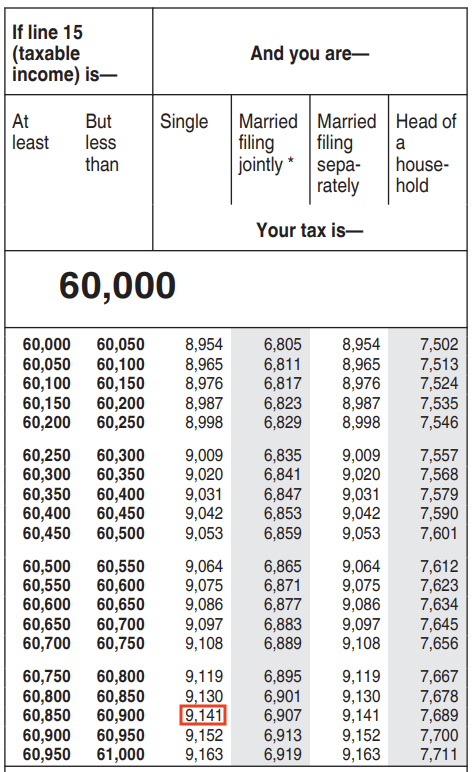 If line 15
(taxable
income) is—
And you are—
At
least
But
less
than
Single
Married
filing
jointly *
Married
filing
sepa-
rately
Head of
a
house-
hold
Your tax is—
60,000
60,000 60,050 8,954 6,805 8,954 7,502
60,050 60,100 8,965 6,811 8,965 7,513
60,100 60,150 8,976 6,817 8,976 7,524
60,150 60,200 8,987 6,823 8,987 7,535
60,200 60,250 8,998 6,829 8,998 7,546
60,250 60,300 9,009 6,835 9,009 7,557
60,300 60,350 9,020 6,841 9,020 7,568
60,350 60,400 9,031 6,847 9,031 7,579
60,400 60,450 9,042 6,853 9,042 7,590
60,450 60,500 9,053 6,859 9,053 7,601
60,500 60,550 9,064 6,865 9,064 7,612
60,550 60,600 9,075 6,871 9,075 7,623
60,600 60,650 9,086 6,877 9,086 7,634
60,650 60,700 9,097 6,883 9,097 7,645
60,700 60,750 9,108 6,889 9,108 7,656
60,750 60,800 9,119 6,895 9,119 7,667
60,800 60,850 9,130 6,901 9,130 7,678
60,850 60,900 9,141 6,907 9,141 7,689
60,900 60,950 9,152 6,913 9,152 7,700
60,950 61,000 9,163 6,919 9,163 7,711